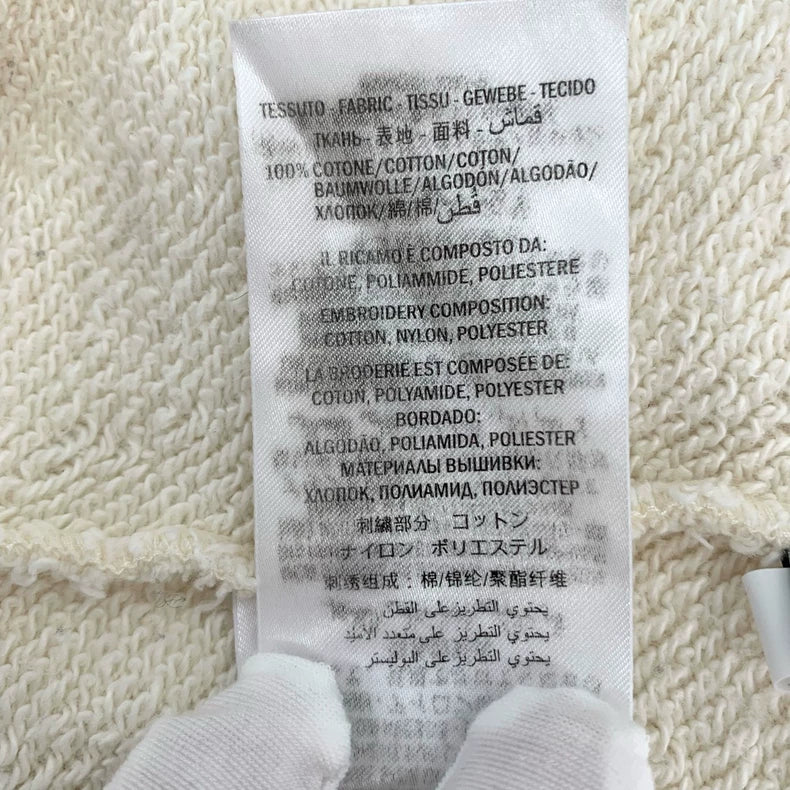 TESSUTO - FABRIC - TISSU - GEWEBE - TECIDO
ТКАНЬ - 表地 - 面料 - قماش
100% COTONE/COTTON/COTON/
BAUMWOLLE/ALGODÓN/ALGODÃO/
ХЛОПОК/綿/棉/قُطن
IL RICAMO È COMPOSTO DA:
COTONE, POLIAMMIDE, POLIESTERE
EMBROIDERY COMPOSITION:
COTTON, NYLON, POLYESTER
LA BRODERIE EST COMPOSÉE DE:
COTON, POLYAMIDE, POLYESTER
BORDADO:
ALGODÃO, POLIAMIDA, POLIESTER
МАТЕРИАЛЫ ВЫШИВКИ:
ХЛОПОК, ПОЛИАМИД, ПОЛИЭСТЕР
刺繍部分 コットン
ナイロン ポリエステル
刺绣组成：棉/锦纶/聚酯纤维
يحتوي التطريز على القطن
يحتوي التطريز على متعدد الأميد
يحتوي التطريز على البوليستر